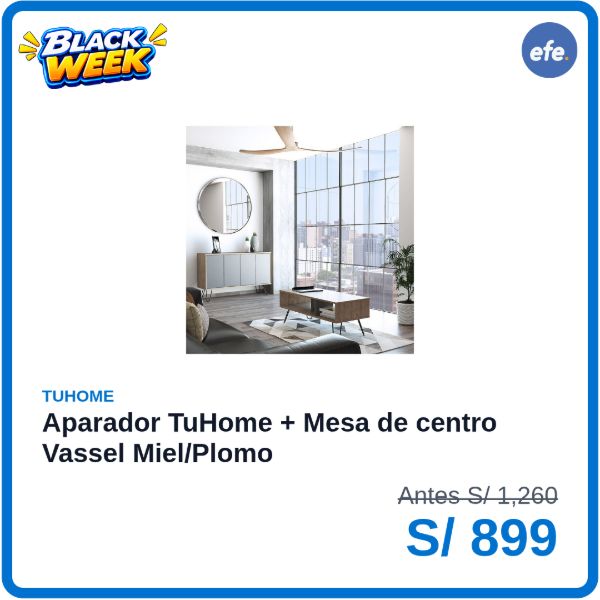 BLACK
WEEK
efe.
TUHOME
Aparador TuHome + Mesa de centro
Vassel Miel/Plomo
Antes S/ 1,260
S/ 899